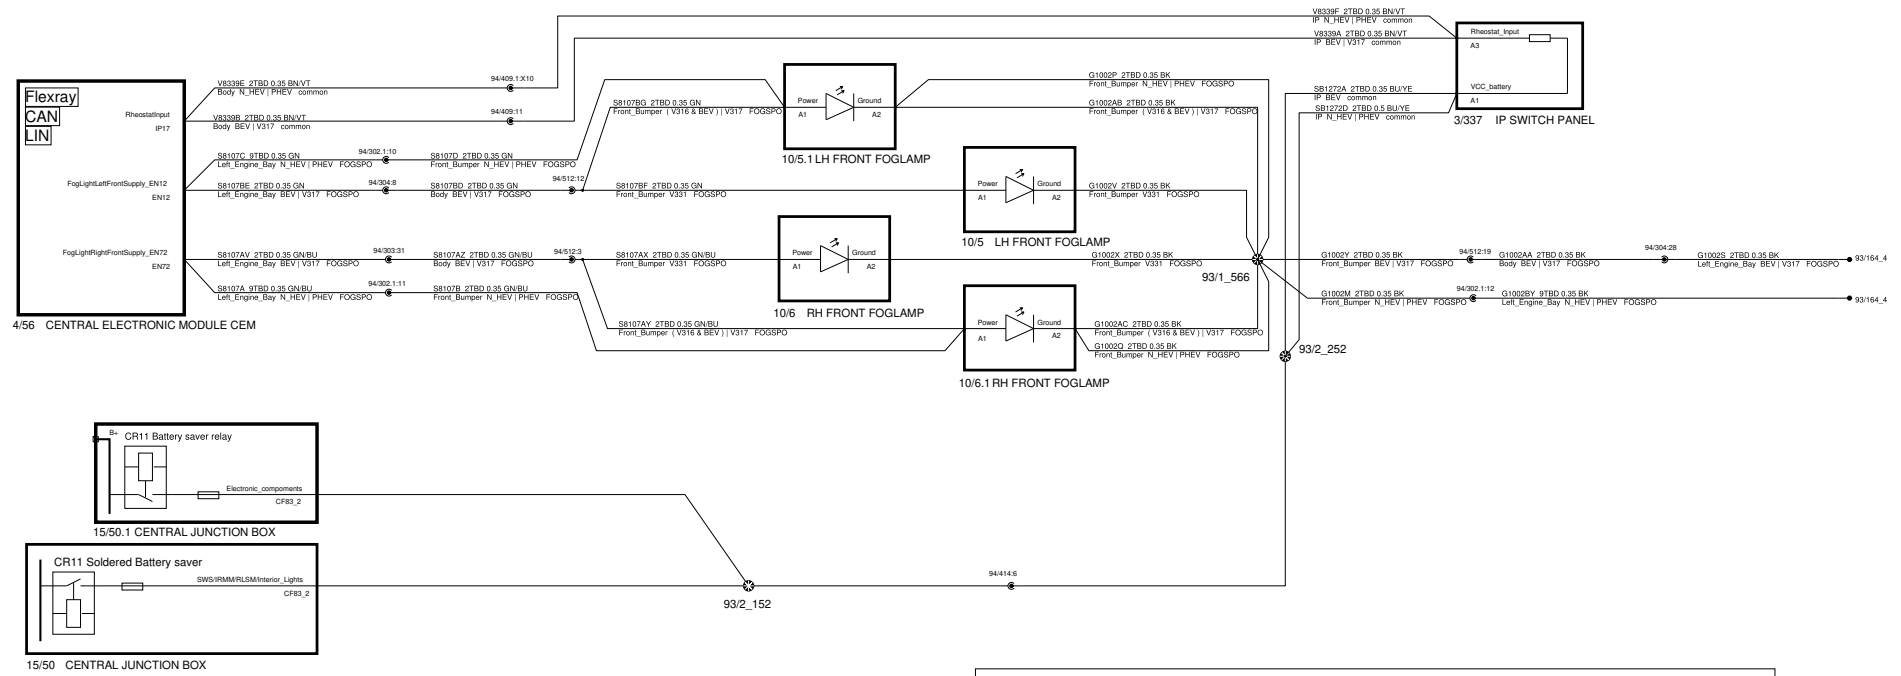 V8339F 2TBD 0.35 BN/VT
IP N_HEV | PHEV common
V8339A 2TBD 0.35 BN/VT
IP BEV | V317 common
Rheostat_Input
A3
VCC_battery
A1
3/337 IP SWITCH PANEL
SB1272A 2TBD 0.35 BU/YE
IP BEV common
SB1272D 2TBD 0.5 BU/YE
IP N_HEV | PHEV common
Flexray
CAN
LIN
RheostatInput
IP17
FogLightLeftFrontSupply_EN12
EN12
FogLightRightFrontSupply_EN72
EN72
4/56 CENTRAL ELECTRONIC MODULE CEM
V8339E 2TBD 0.35 BN/VT
Body N_HEV | PHEV common
94/409.1:X10
V8339B 2TBD 0.35 BN/VT
Body BEV | V317 common
94/409:11
S8107C 9TBD 0.35 GN
Left_Engine_Bay N_HEV | PHEV FOGSPO
94/302.1:10
S8107D 2TBD 0.35 GN
Front_Bumper N_HEV | PHEV FOGSPO
S8107BE 2TBD 0.35 GN
Left_Engine_Bay BEV | V317 FOGSPO
94/304:8
S8107BD 2TBD 0.35 GN
Body BEV | V317 FOGSPO
94/512:12
S8107BG 2TBD 0.35 GN
Front_Bumper ( V316 & BEV ) | V317 FOGSPO
Power
A1
Ground
A2
10/5.1 LH FRONT FOGLAMP
G1002P 2TBD 0.35 BK
Front_Bumper N_HEV | PHEV FOGSPO
G1002AB 2TBD 0.35 BK
Front_Bumper ( V316 & BEV ) | V317 FOGSPO
S8107BF 2TBD 0.35 GN
Front_Bumper V331 FOGSPO
Power
A1
Ground
A2
10/5 LH FRONT FOGLAMP
G1002V 2TBD 0.35 BK
Front_Bumper V331 FOGSPO
S8107AV 2TBD 0.35 GN/BU
Left_Engine_Bay BEV | V317 FOGSPO
94/303:31
S8107AZ 2TBD 0.35 GN/BU
Body BEV | V317 FOGSPO
94/512:3
S8107AX 2TBD 0.35 GN/BU
Front_Bumper V331 FOGSPO
Power
A1
Ground
A2
10/6 RH FRONT FOGLAMP
G1002X 2TBD 0.35 BK
Front_Bumper V331 FOGSPO
93/1_566
G1002Y 2TBD 0.35 BK
Front_Bumper BEV | V317 FOGSPO
94/512:19
G1002AA 2TBD 0.35 BK
Body BEV | V317 FOGSPO
94/304:28
G1002S 2TBD 0.35 BK
Left_Engine_Bay BEV | V317 FOGSPO
93/164_4
S8107A 9TBD 0.35 GN/BU
Left_Engine_Bay N_HEV | PHEV FOGSPO
94/302.1:11
S8107B 2TBD 0.35 GN/BU
Front_Bumper N_HEV | PHEV FOGSPO
G1002M 2TBD 0.35 BK
Front_Bumper N_HEV | PHEV FOGSPO
94/302.1:12
G1002BY 9TBD 0.35 BK
Left_Engine_Bay N_HEV | PHEV FOGSPO
93/164_4
S8107AY 2TBD 0.35 GN/BU
Front_Bumper ( V316 & BEV ) | V317 FOGSPO
Power
A1
Ground
A2
10/6.1 RH FRONT FOGLAMP
G1002AC 2TBD 0.35 BK
Front_Bumper ( V316 & BEV ) | V317 FOGSPO
G1002Q 2TBD 0.35 BK
Front_Bumper N_HEV | PHEV FOGSPO
93/2_252
B+
CR11 Battery saver relay
Electronic_compoments
CF83_2
15/50.1 CENTRAL JUNCTION BOX
CR11 Soldered Battery saver
SWS/IRMM/RLSM/Interior_Lights
CF83_2
15/50 CENTRAL JUNCTION BOX
93/2_152
94/414:6